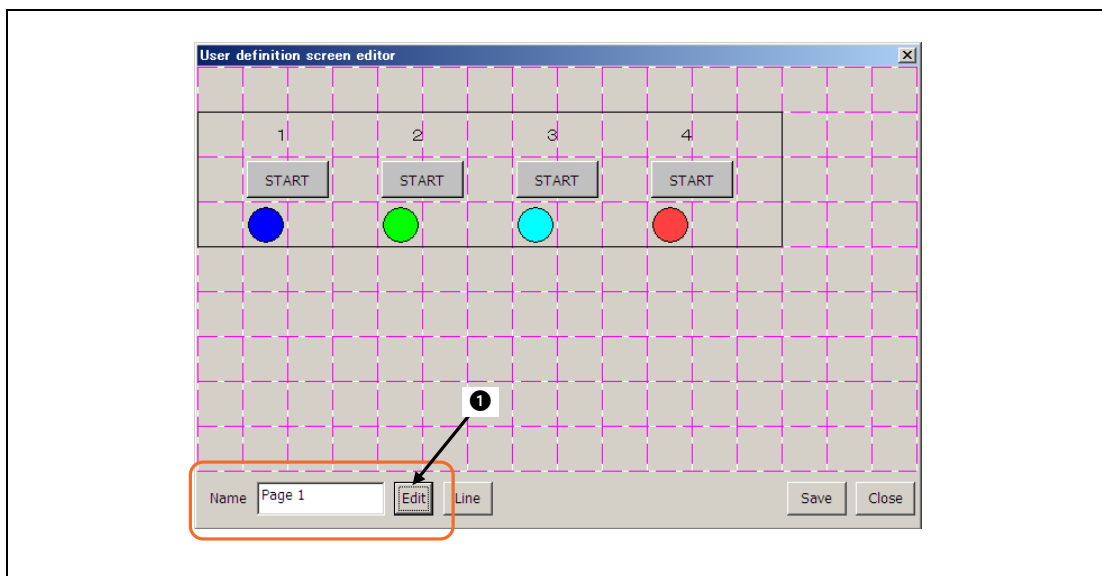 User definition screen editor
1 2 3 4
START START START START
❶
Name Page 1 Edit Line Save Close